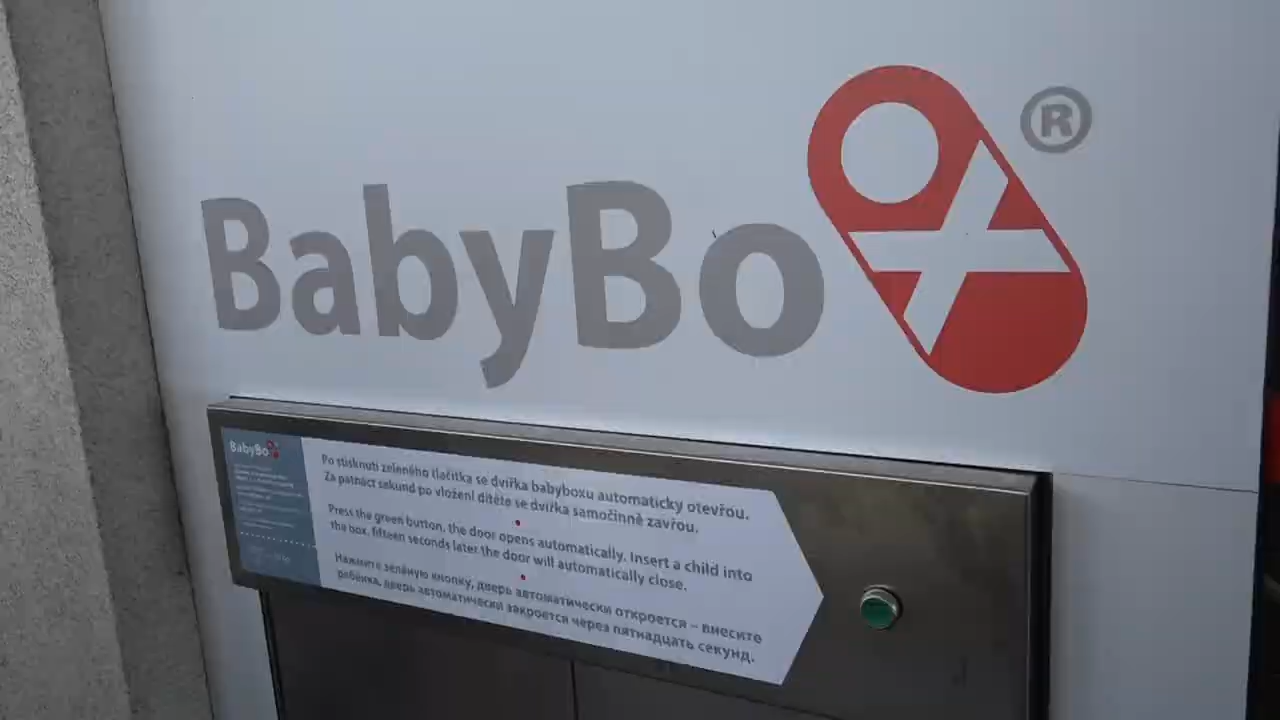 BabyBox®
BabyBox
Po stisknutí zeleného tlačítka se dvířka babyboxu automaticky otevřou.
Za patnáct sekund po vložení dítěte se dvířka samočinně zavřou.
Press the green button, the door opens automatically. Insert a child into
the box, fifteen seconds later the door will automatically close.
Нажмите зелёную кнопку, дверь автоматически откроется – внесите
ребёнка, дверь автоматически закроется через пятнадцать секунд.